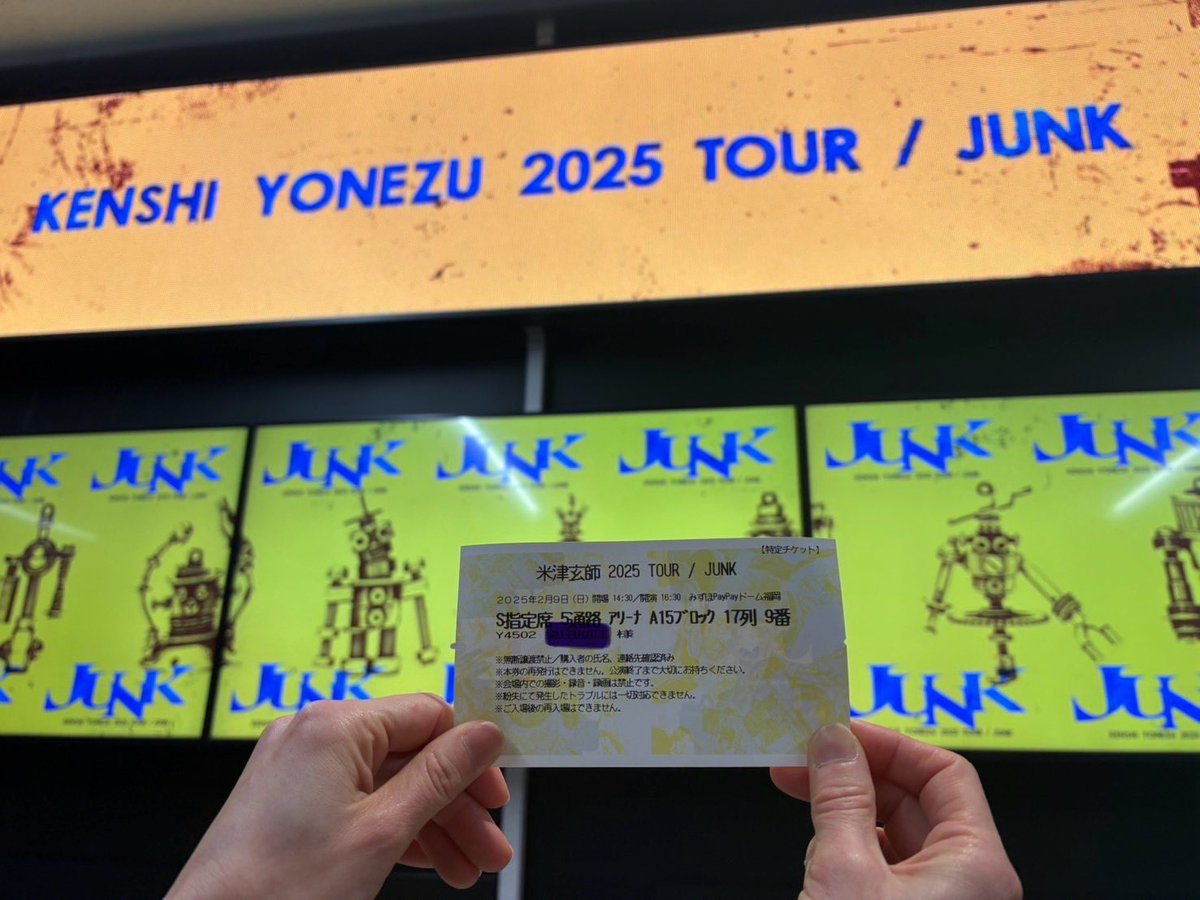 KENSHI YONEZU 2025 TOUR / JUNK
JUNK JUNK JUNK JUNK JUNK JUNK
【特定チケット】
米津玄師 2025 TOUR / JUNK
2025年2月9日(日) 開場 14:30/開演 16:30 みずほPayPayドーム福岡
S指定席 5通路 アリーナ A15ブロック 17列 9番
Y4502 様
※無断譲渡禁止/購入者の氏名、連絡先確認済み
※本券の再発行はできません。公演終了まで大切にお持ちください。
※会場内での撮影・録音・録画は禁止です。
※紛失にて発生したトラブルには一切対応できません。
※ご入場後の再入場はできません。
JUNK JUNK JUNK JUNK